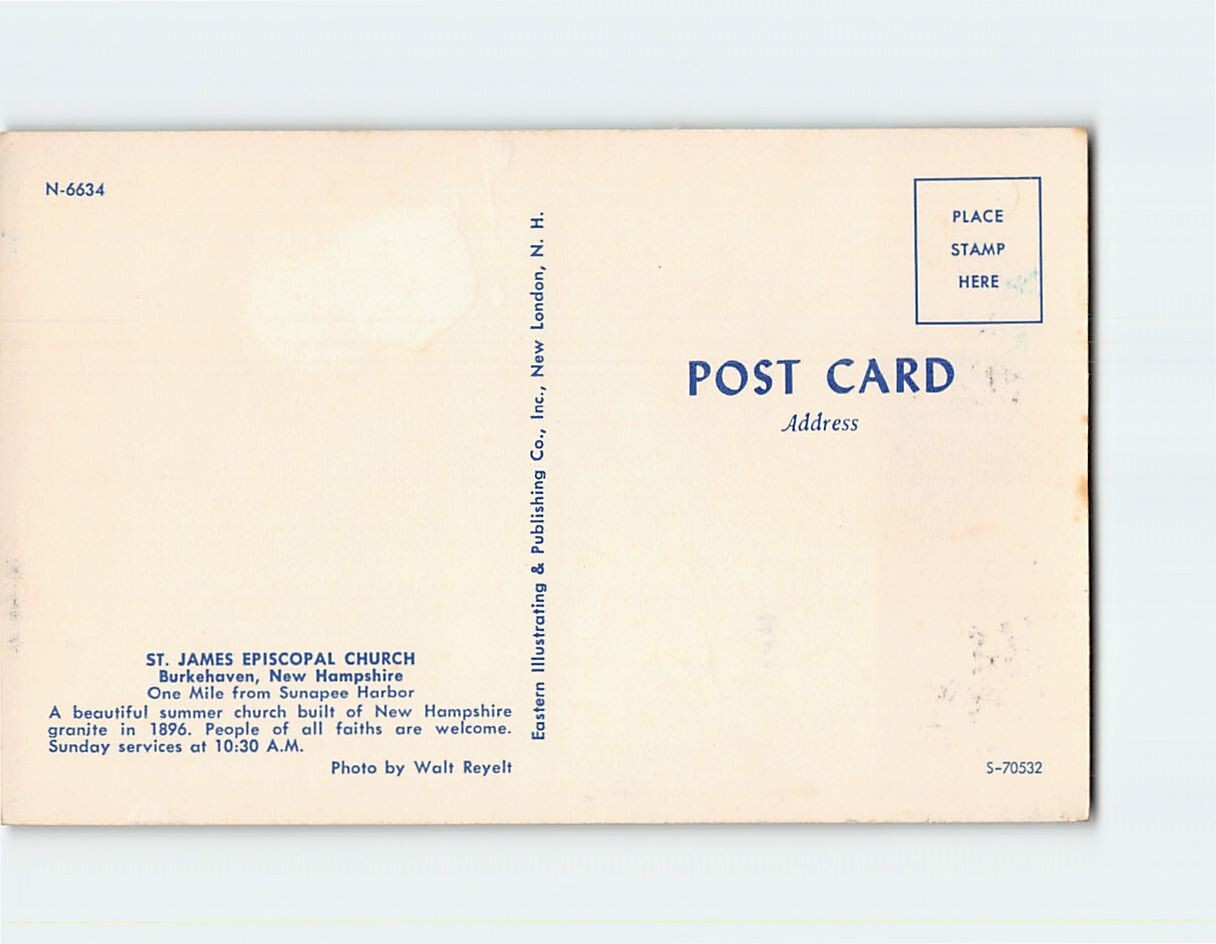 N-6634
ST. JAMES EPISCOPAL CHURCH
Burkehaven, New Hampshire
One Mile from Sunapee Harbor
A beautiful summer church built of New Hampshire
granite in 1896. People of all faiths are welcome.
Sunday services at 10:30 A.M.
Photo by Walt Reyelt
Eastern Illustrating & Publishing Co., Inc., New London, N. H.
PLACE
STAMP
HERE
POST CARD
Address
S-70532